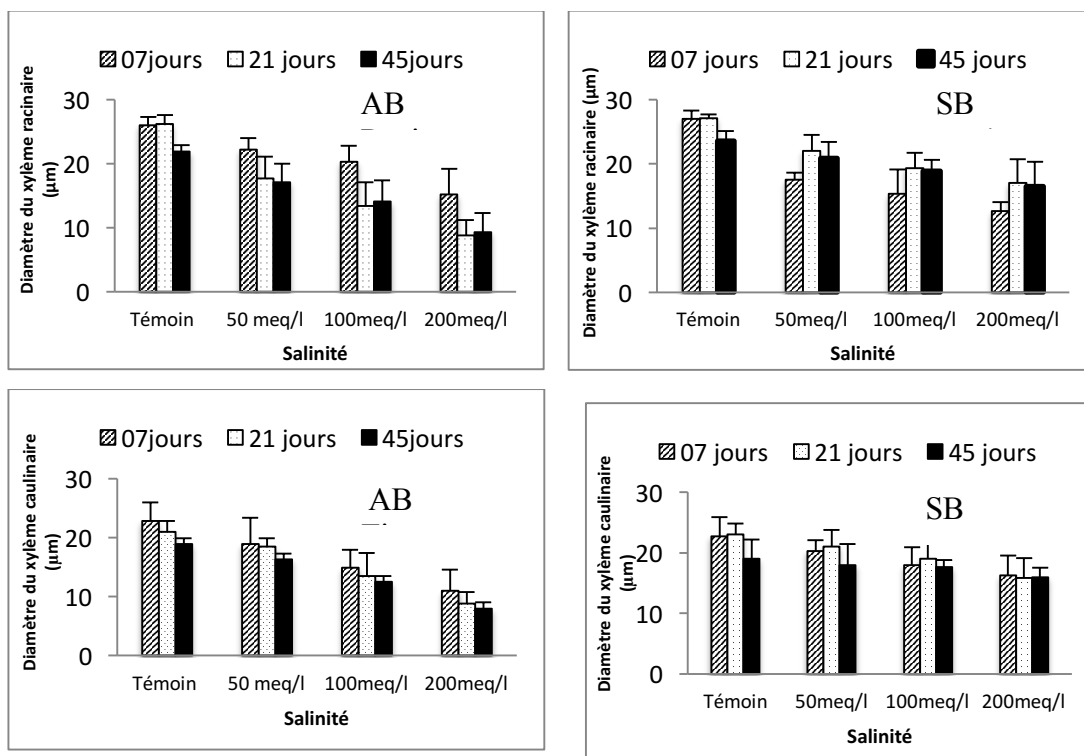 07jours 21 jours 45jours
Diamètre du xylème racinaire
(µm)
AB
30
20
10
0
Témoin 50 meq/l 100meq/l 200meq/l
Salinité
07 jours 21 jours 45 jours
Diamètre du xylème racinaire (µm)
SB
30
20
10
0
Témoin 50meq/l 100meq/l 200meq/l
Salinité
07jours 21 jours 45jours
Diamètre du xylème caulinaire
(µm)
AB
30
20
10
0
Témoin 50 meq/l 100meq/l 200meq/l
Salinité
07 jours 21 jours 45 jours
Diamètre du xylème caulinaire
(µm)
SB
30
20
10
0
Témoin 50meq/l 100meq/l 200meq/l
Salinité